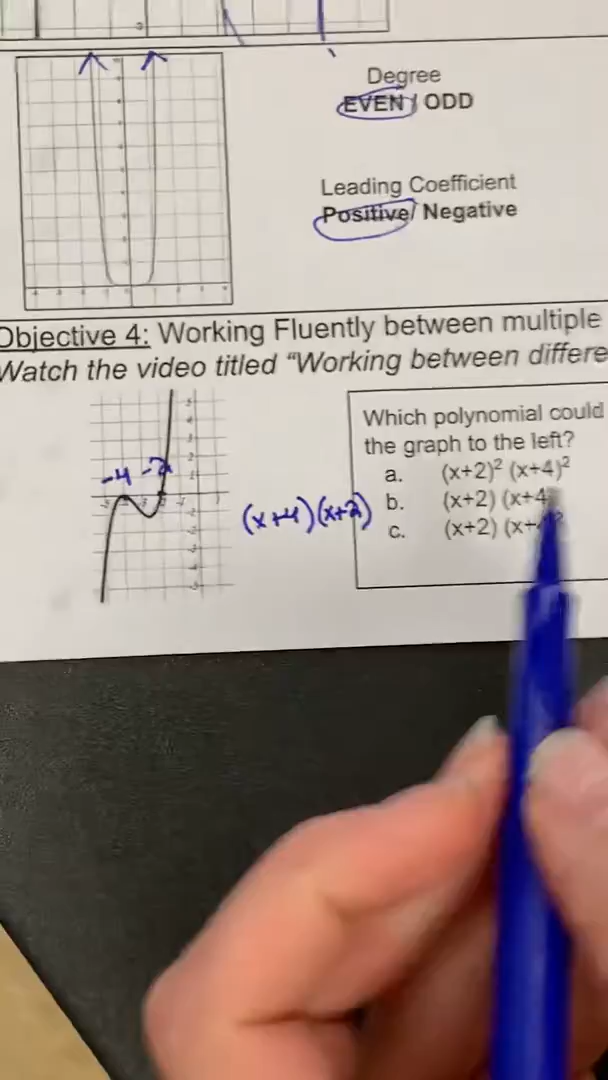 Degree
EVEN / ODD
Leading Coefficient
Positive/ Negative
Objective 4: Working Fluently between multiple
Watch the video titled "Working between differe
-4 -2
(x+4)(x+2)
Which polynomial could
the graph to the left?
a. (x+2)² (x+4)²
b. (x+2) (x+4
c. (x+2) (x+